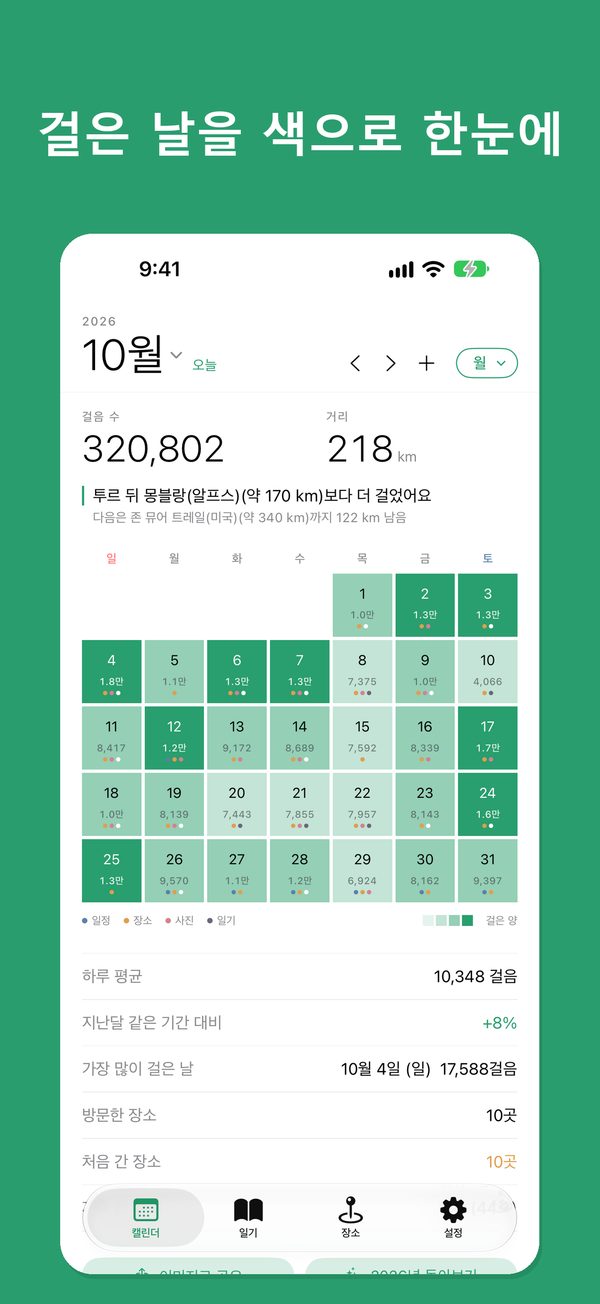 걸은 날을 색으로 한눈에
9:41
2026
10월 오늘 월
걸음 수 거리
320,802 218 km
투르 뒤 몽블랑(알프스)(약 170 km)보다 더 걸었어요
다음은 존 뮤어 트레일(미국)(약 340 km)까지 122 km 남음
일 월 화 수 목 금 토
1 2 3
1.0만 1.3만 1.3만
4 5 6 7 8 9 10
1.8만 1.1만 1.3만 1.3만 7,375 1.0만 4,066
11 12 13 14 15 16 17
8,417 1.2만 9,172 8,689 7,592 8,339 1.7만
18 19 20 21 22 23 24
1.0만 8,139 7,443 7,855 7,957 8,143 1.6만
25 26 27 28 29 30 31
1.3만 9,570 1.1만 1.2만 6,924 8,162 9,397
일정 장소 사진 일기 걸은 양
하루 평균 10,348 걸음
지난달 같은 기간 대비 +8%
가장 많이 걸은 날 10월 4일 (일) 17,588걸음
방문한 장소 10곳
처음 간 장소 10곳
캘린더 일기 장소 설정